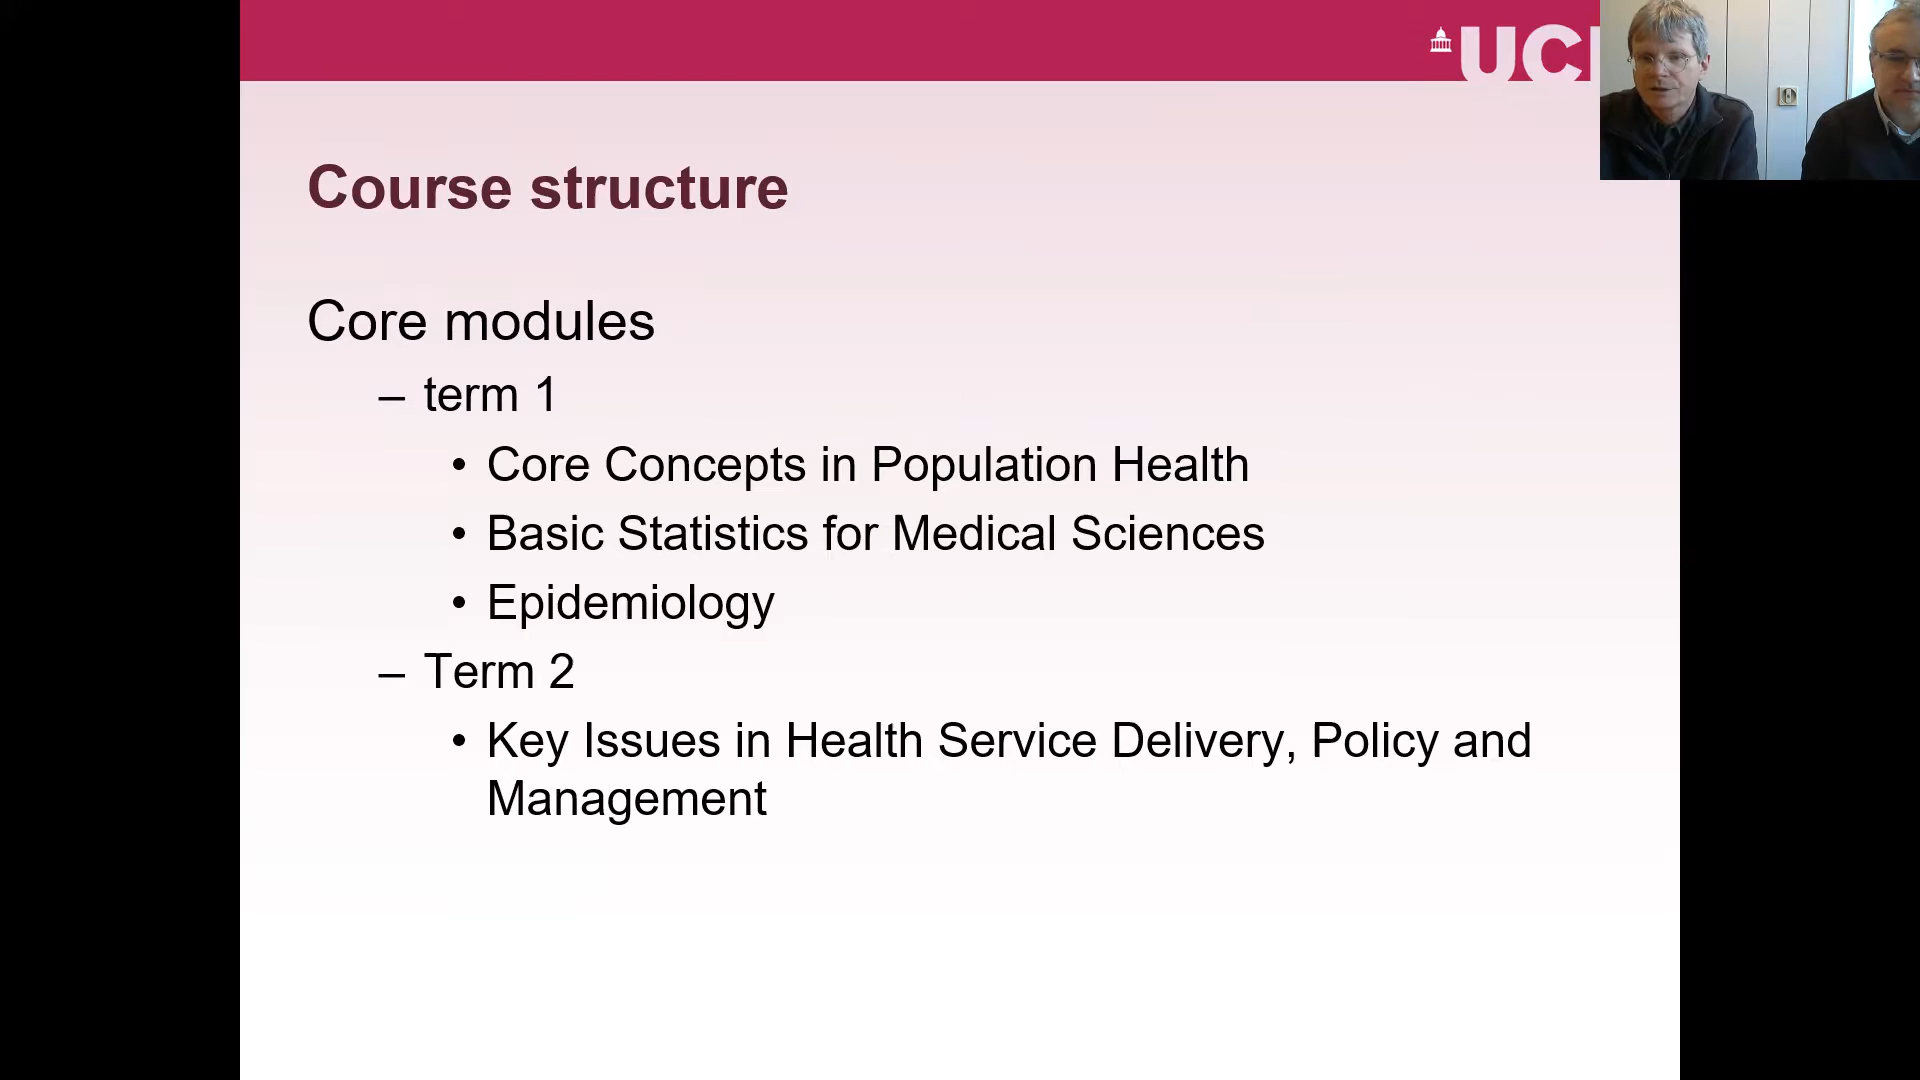 UCL
Course structure
Core modules
– term 1
• Core Concepts in Population Health
• Basic Statistics for Medical Sciences
• Epidemiology
– Term 2
• Key Issues in Health Service Delivery, Policy and
Management